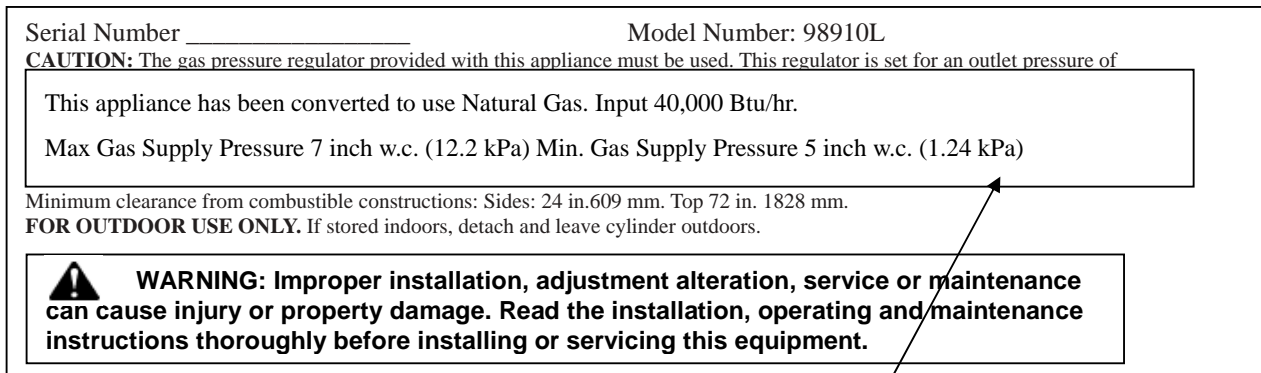 Serial Number _________________ Model Number: 98910L
CAUTION: The gas pressure regulator provided with this appliance must be used. This regulator is set for an outlet pressure of
This appliance has been converted to use Natural Gas. Input 40,000 Btu/hr.
Max Gas Supply Pressure 7 inch w.c. (12.2 kPa) Min. Gas Supply Pressure 5 inch w.c. (1.24 kPa)
Minimum clearance from combustible constructions: Sides: 24 in.609 mm. Top 72 in. 1828 mm.
FOR OUTDOOR USE ONLY. If stored indoors, detach and leave cylinder outdoors.
WARNING: Improper installation, adjustment alteration, service or maintenance
can cause injury or property damage. Read the installation, operating and maintenance
instructions thoroughly before installing or servicing this equipment.